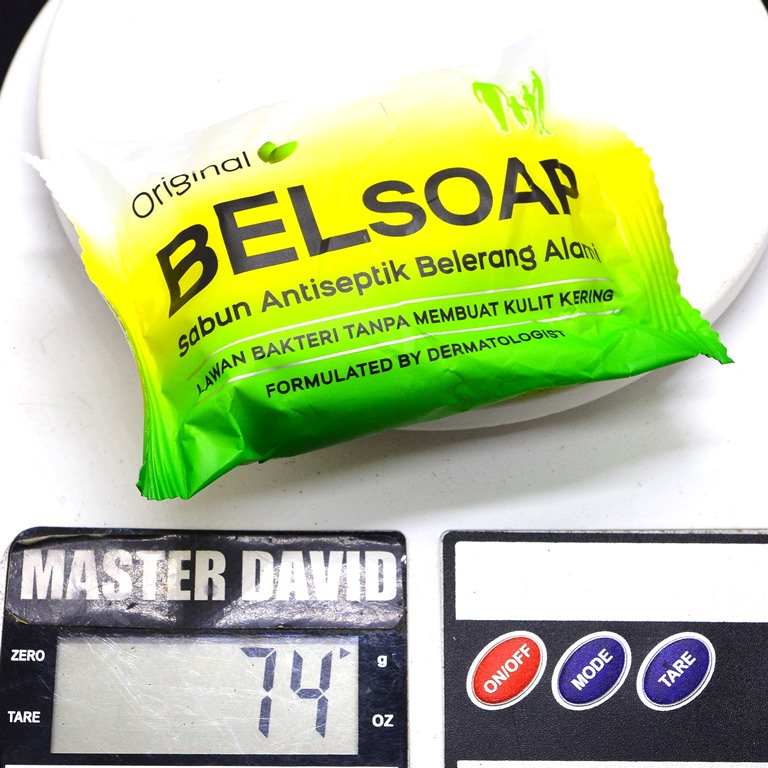 Original
BELSOAP
Sabun Antiseptik Belerang Alami
LAWAN BAKTERI TANPA MEMBUAT KULIT KERING
FORMULATED BY DERMATOLOGIST
MASTER DAVID
ZERO
TARE
74
g
OZ
ON/OFF
MODE
TARE